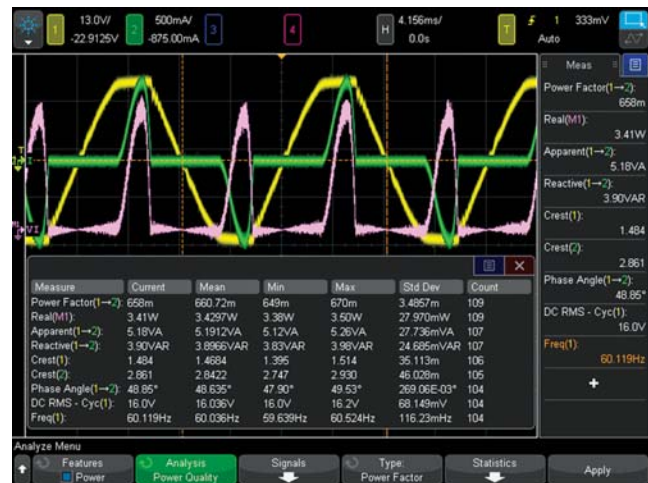 1 13.0V/ 2 500mA/ 3 4 H 4.156ms/ T 1 333mV
-22.9125V -875.00mA 0.0s Auto
Meas
Power Factor(1→2):
658m
Real(M1):
3.41W
Apparent(1→2):
5.18VA
Reactive(1→2):
3.90VAR
Crest(1):
1.484
Crest(2):
2.861
Phase Angle(1→2):
48.85°
DC RMS - Cyc(1):
16.0V
Freq(1):
60.119Hz
Measure Current Mean Min Max Std Dev Count
Power Factor(1→2): 658m 660.72m 649m 670m 3.4857m 109
Real(M1): 3.41W 3.4297W 3.38W 3.50W 27.970mW 109
Apparent(1→2): 5.18VA 5.1912VA 5.12VA 5.26VA 27.736mVA 107
Reactive(1→2): 3.90VAR 3.8966VAR 3.83VAR 3.98VAR 24.685mVAR 107
Crest(1): 1.484 1.4684 1.395 1.514 35.113m 106
Crest(2): 2.861 2.8422 2.747 2.930 46.028m 105
Phase Angle(1→2): 48.85° 48.635° 47.90° 49.53° 269.06E-03° 104
DC RMS - Cyc(1): 16.0V 16.036V 16.0V 16.2V 68.149mV 104
Freq(1): 60.119Hz 60.036Hz 59.639Hz 60.524Hz 116.23mHz 104
Analyze Menu
Features Analysis Signals Type: Statistics Apply
Power Power Quality Power Factor